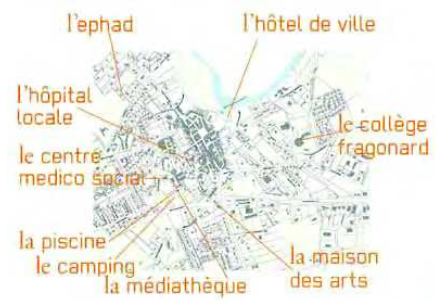 l'ephad
l'hôtel de ville
l'hôpital
locale
le collège
fragonard
le centre
medico social
la piscine
le camping
la médiathèque
la maison
des arts